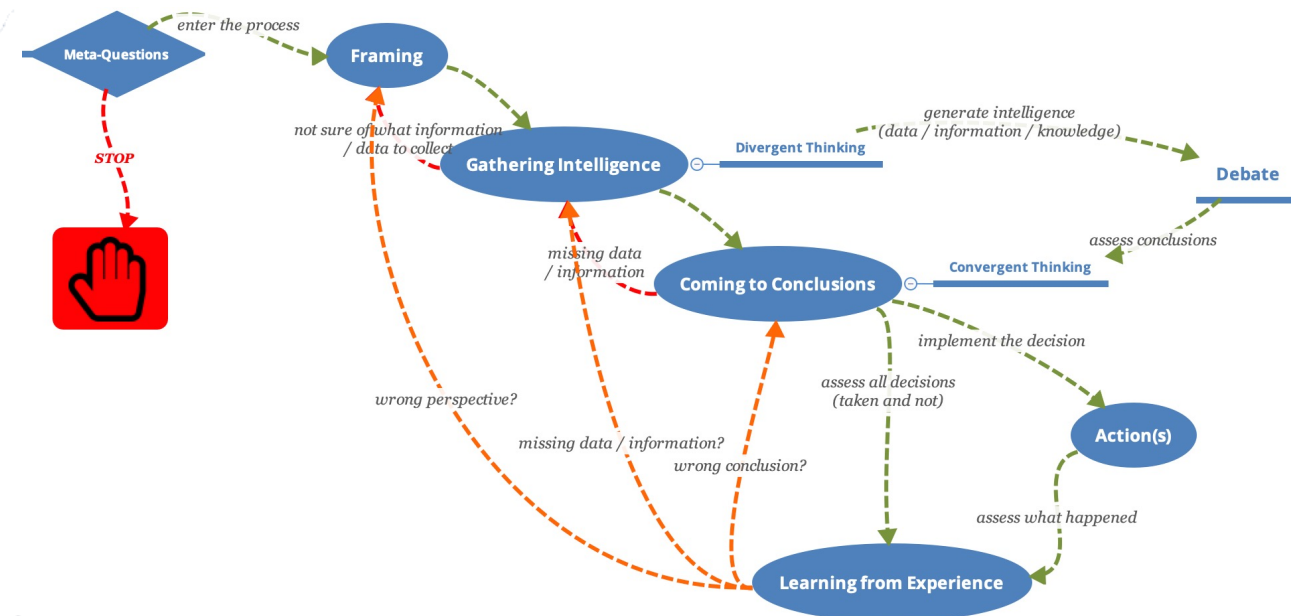 enter the process
Meta-Questions
Framing
generate intelligence
(data / information / knowledge)
not sure of what information
/ data to collect
Divergent Thinking
STOP
Gathering Intelligence
Debate
assess conclusions
missing data
/ information
Convergent Thinking
Coming to Conclusions
implement the decision
assess all decisions
(taken and not)
wrong perspective?
Action(s)
missing data / information?
wrong conclusion?
assess what happened
Learning from Experience